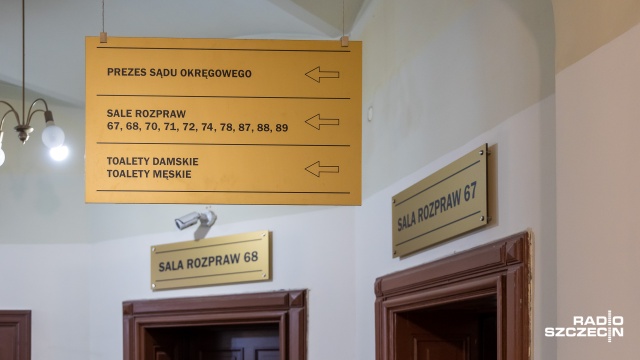 PREZES SĄDU OKRĘGOWEGO
SALE ROZPRAW
67, 68, 70, 71, 72, 74, 78, 87, 88, 89
TOALETY DAMSKIE
TOALETY MĘSKIE
SALA ROZPRAW 67
SALA ROZPRAW 68
RADIO
SZCZECIN